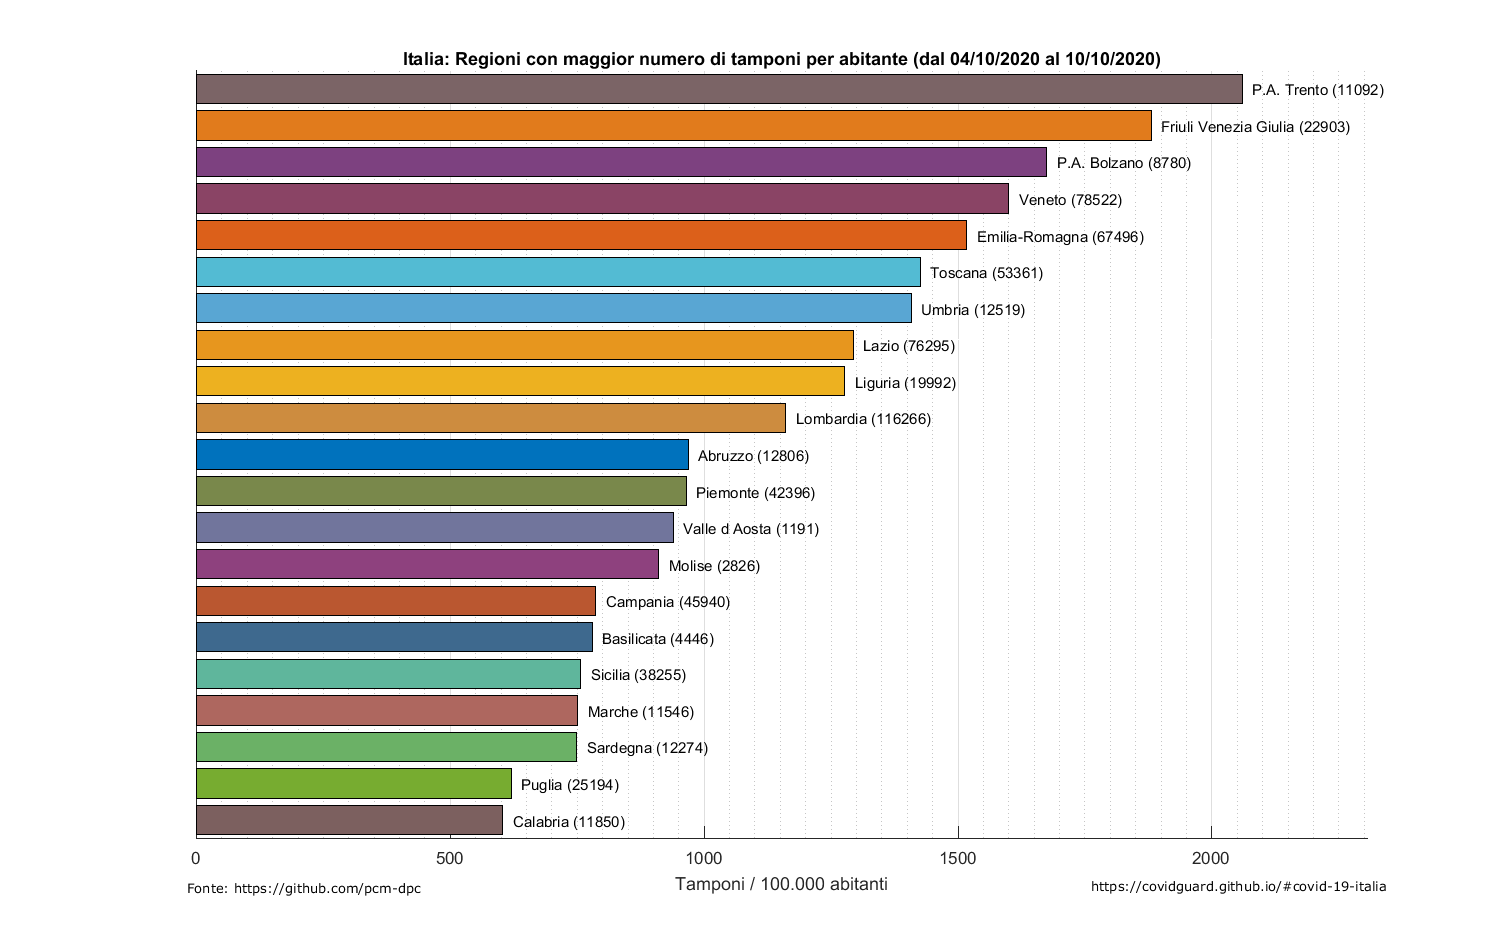 Italia: Regioni con maggior numero di tamponi per abitante (dal 04/10/2020 al 10/10/2020)
P.A. Trento (11092)
Friuli Venezia Giulia (22903)
P.A. Bolzano (8780)
Veneto (78522)
Emilia-Romagna (67496)
Toscana (53361)
Umbria (12519)
Lazio (76295)
Liguria (19992)
Lombardia (116266)
Abruzzo (12806)
Piemonte (42396)
Valle d Aosta (1191)
Molise (2826)
Campania (45940)
Basilicata (4446)
Sicilia (38255)
Marche (11546)
Sardegna (12274)
Puglia (25194)
Calabria (11850)
0 500 1000 1500 2000
Tamponi / 100.000 abitanti
Fonte: https://github.com/pcm-dpc
https://covidguard.github.io/#covid-19-italia